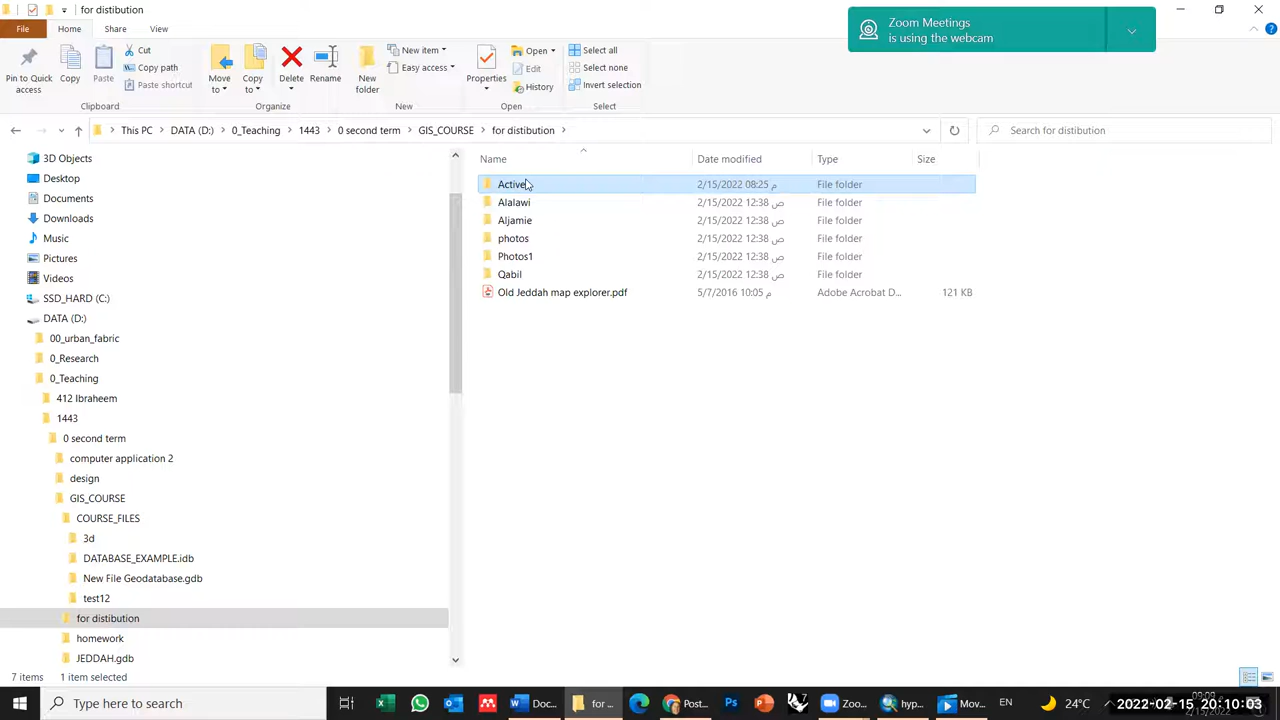 for distibution
Zoom Meetings
is using the webcam
File
Home
Share
View
Pin to Quick
access
Copy
Paste
Cut
Copy path
Paste shortcut
Move
to
Copy
to
Delete
Rename
New
folder
New item
Easy access
Properties
Open
Edit
History
Select all
Select none
Invert selection
Clipboard
Organize
New
Open
Select
This PC
DATA (D:)
0_Teaching
1443
0 second term
GIS_COURSE
for distibution
Search for distibution
3D Objects
Desktop
Documents
Downloads
Music
Pictures
Videos
SSD_HARD (C:)
DATA (D:)
00_urban_fabric
0_Research
0_Teaching
412 Ibraheem
1443
0 second term
computer application 2
design
GIS_COURSE
COURSE_FILES
3d
DATABASE_EXAMPLE.idb
New File Geodatabase.gdb
test12
for distibution
homework
JEDDAH.gdb
Name Date modified Type Size
Active 2/15/2022 08:25 م File folder
Alalawi 2/15/2022 12:38 ص File folder
Aljamie 2/15/2022 12:38 ص File folder
photos 2/15/2022 12:38 ص File folder
Photos1 2/15/2022 12:38 ص File folder
Qabil 2/15/2022 12:38 ص File folder
Old Jeddah map explorer.pdf 5/7/2016 10:05 م Adobe Acrobat D... 121 KB
7 items 1 item selected
Type here to search
Doc...
for ...
Post...
Zoo...
hyp...
Mov...
24°C
EN
2022-02-15 20:10:03